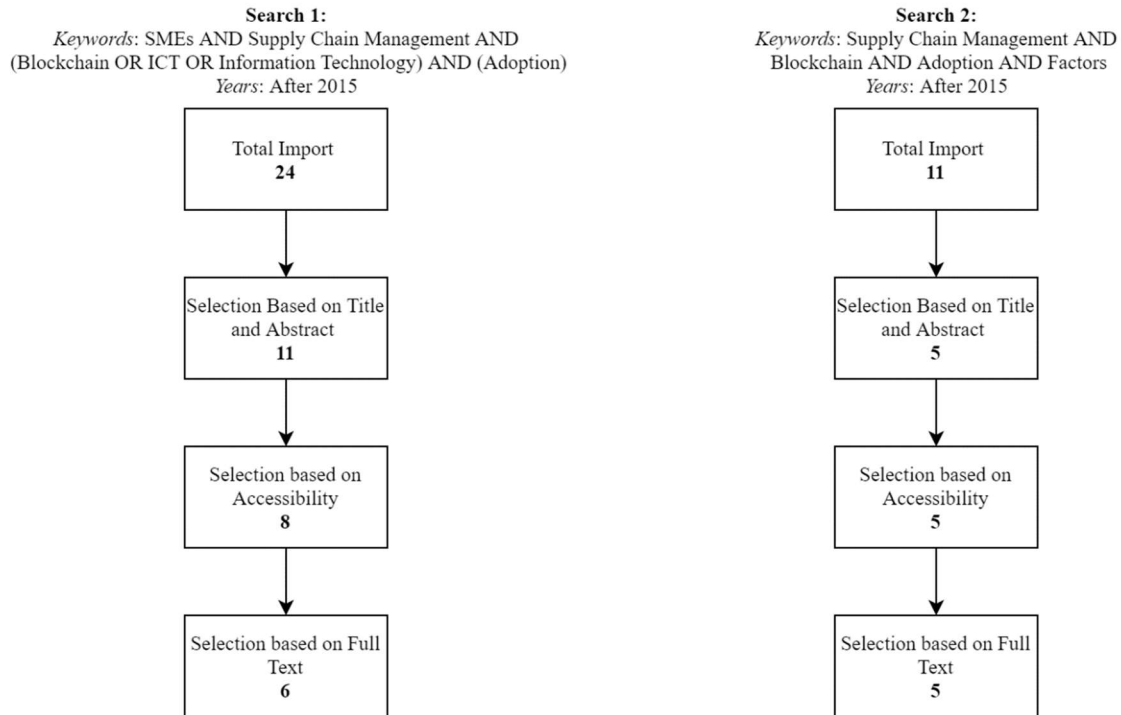 Search 1:
Keywords: SMEs AND Supply Chain Management AND
(Blockchain OR ICT OR Information Technology) AND (Adoption)
Years: After 2015
Total Import
24
Selection Based on Title
and Abstract
11
Selection based on
Accessibility
8
Selection based on Full
Text
6
Search 2:
Keywords: Supply Chain Management AND
Blockchain AND Adoption AND Factors
Years: After 2015
Total Import
11
Selection Based on Title
and Abstract
5
Selection based on
Accessibility
5
Selection based on Full
Text
5